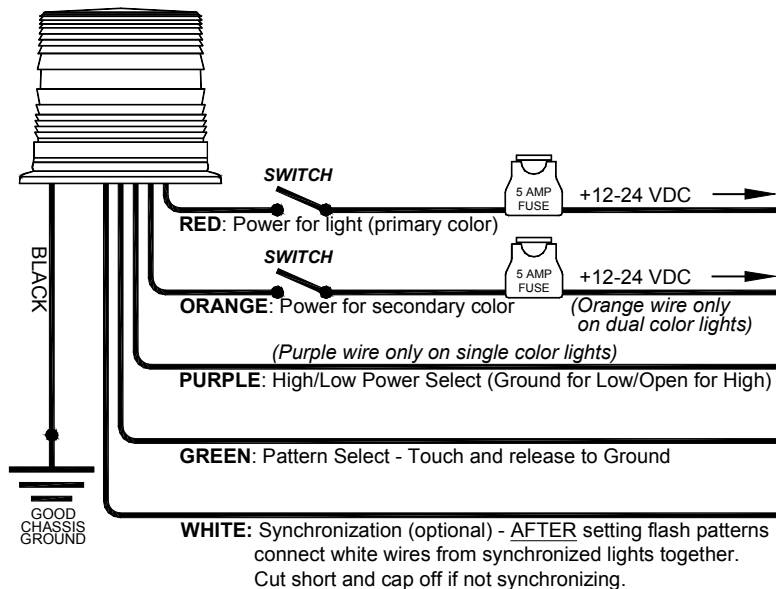 SWITCH
5 AMP
FUSE
+12-24 VDC
RED: Power for light (primary color)
BLACK
SWITCH
5 AMP
FUSE
+12-24 VDC
ORANGE: Power for secondary color
(Orange wire only
on dual color lights)
(Purple wire only on single color lights)
PURPLE: High/Low Power Select (Ground for Low/Open for High)
GREEN: Pattern Select - Touch and release to Ground
GOOD
CHASSIS
GROUND
WHITE: Synchronization (optional) - AFTER setting flash patterns
connect white wires from synchronized lights together.
Cut short and cap off if not synchronizing.